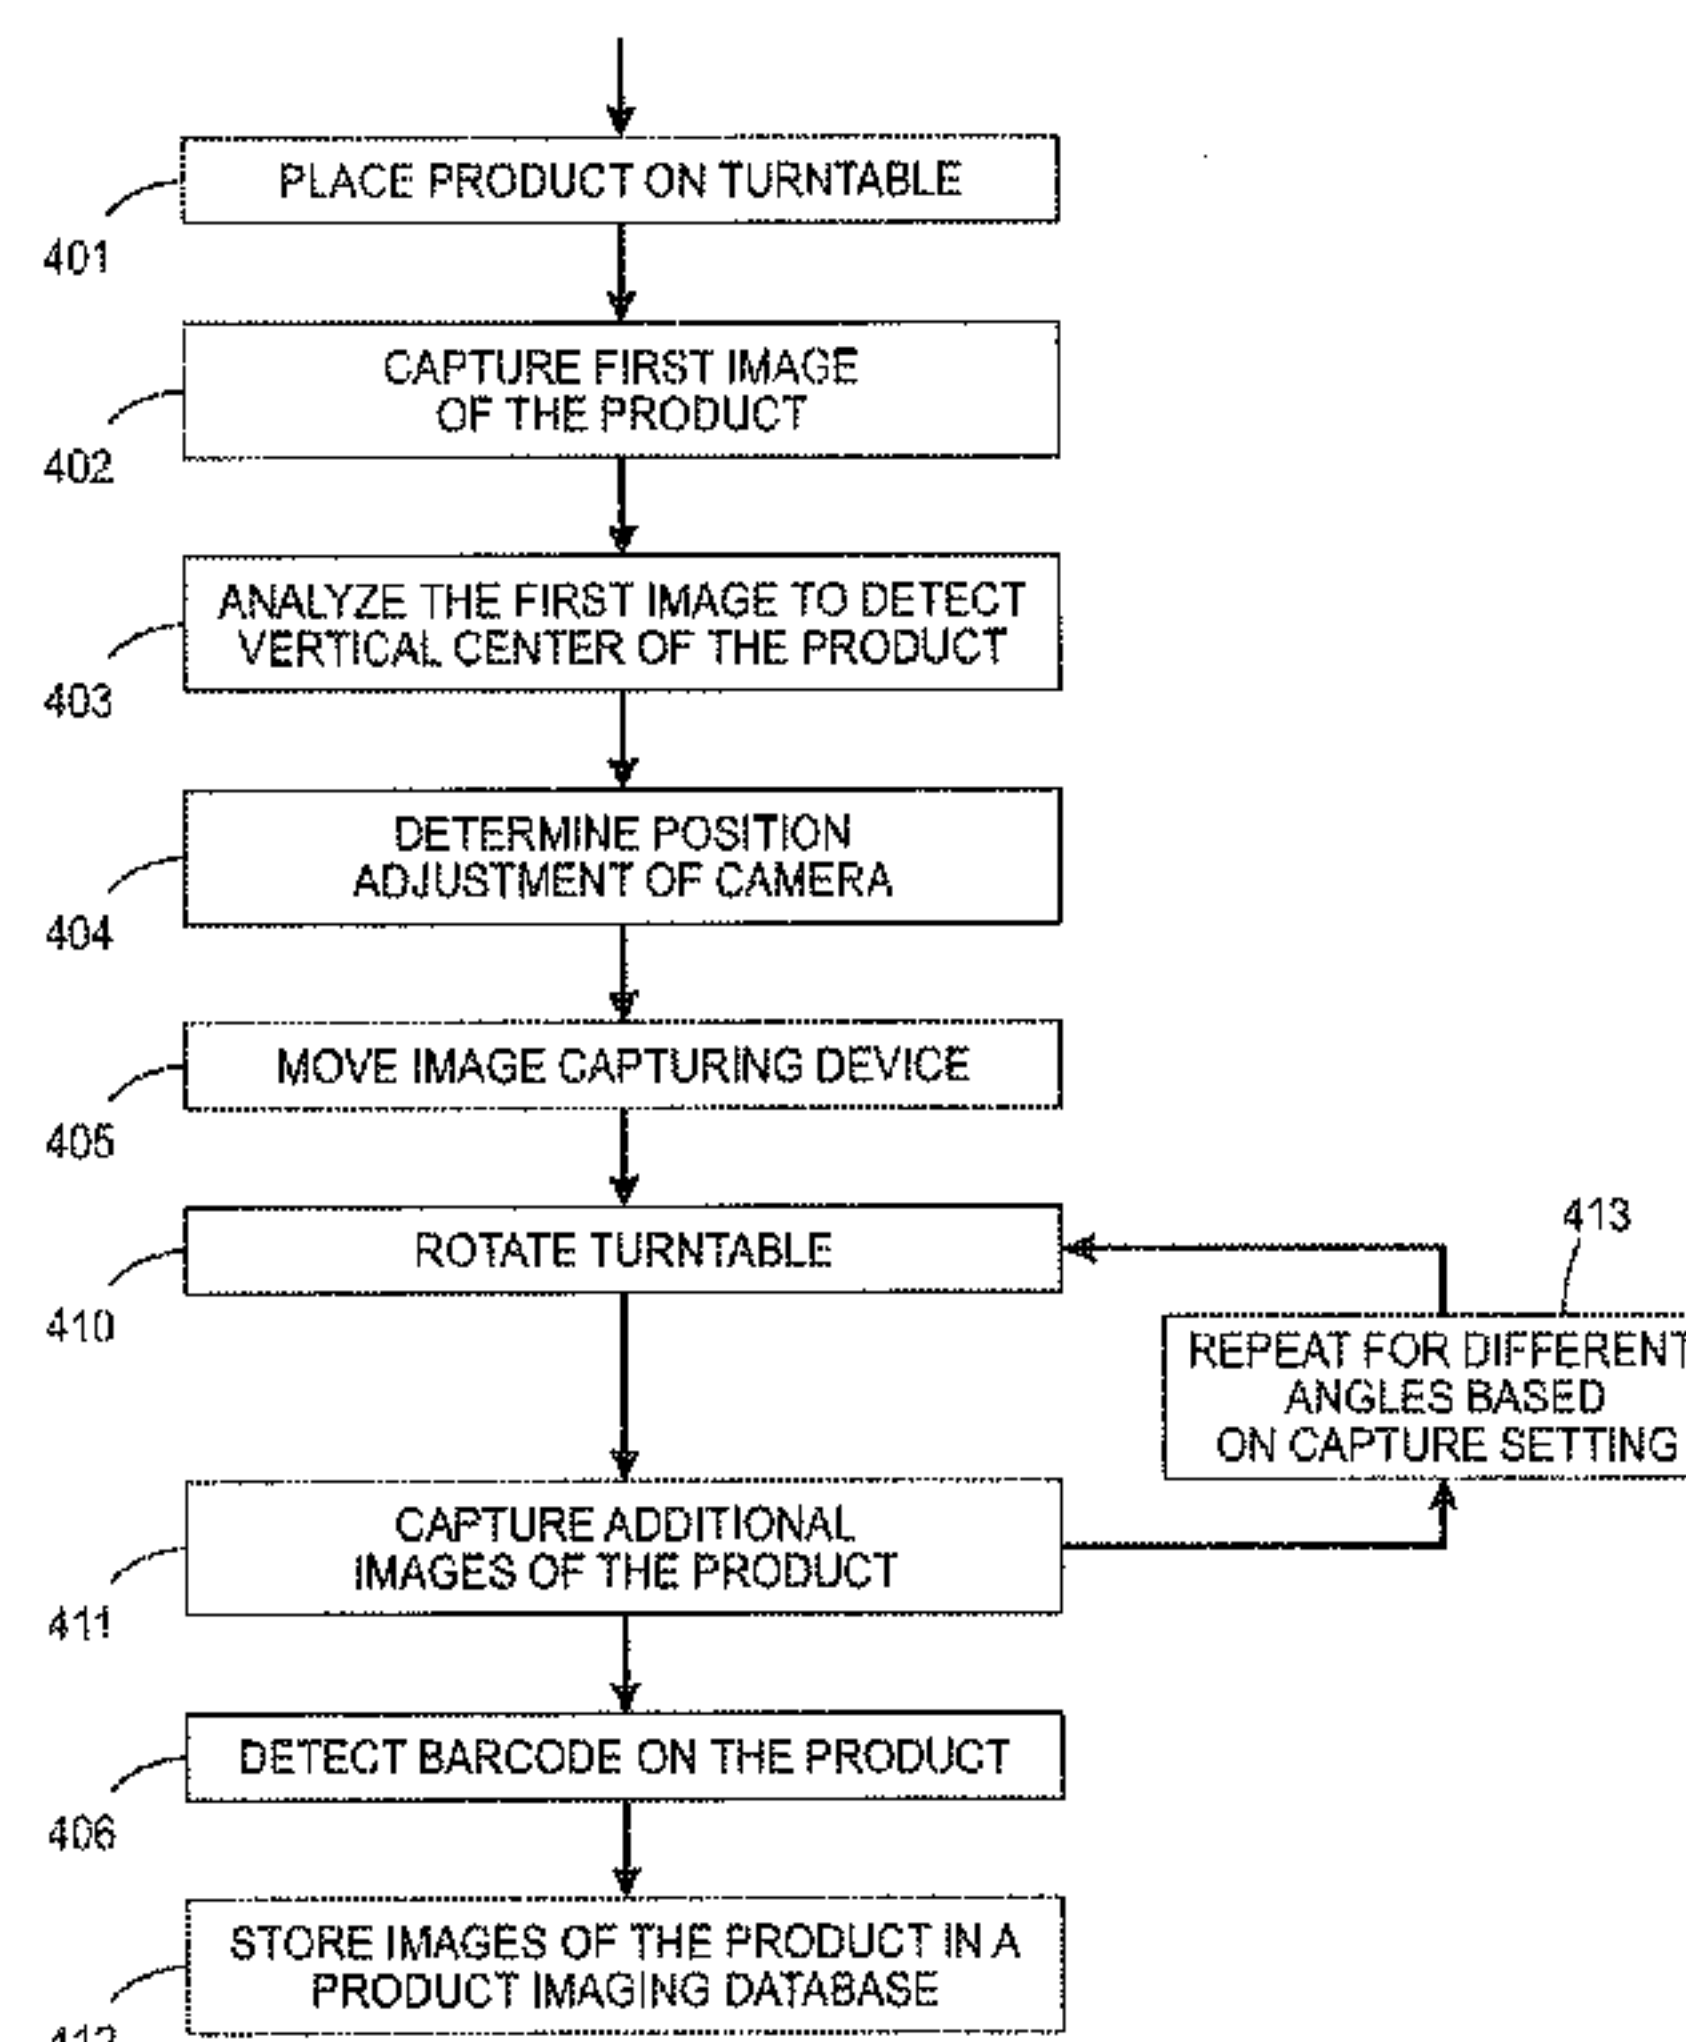 PLACE PRODUCT ON TURNTABLE
401
CAPTURE FIRST IMAGE
OF THE PRODUCT
402
ANALYZE THE FIRST IMAGE TO DETECT
VERTICAL CENTER OF THE PRODUCT
403
DETERMINE POSITION
ADJUSTMENT OF CAMERA
404
MOVE IMAGE CAPTURING DEVICE
405
ROTATE TURNTABLE
410
413
REPEAT FOR DIFFERENT
ANGLES BASED
ON CAPTURE SETTING
CAPTURE ADDITIONAL
IMAGES OF THE PRODUCT
411
DETECT BARCODE ON THE PRODUCT
406
STORE IMAGES OF THE PRODUCT IN A
PRODUCT IMAGING DATABASE